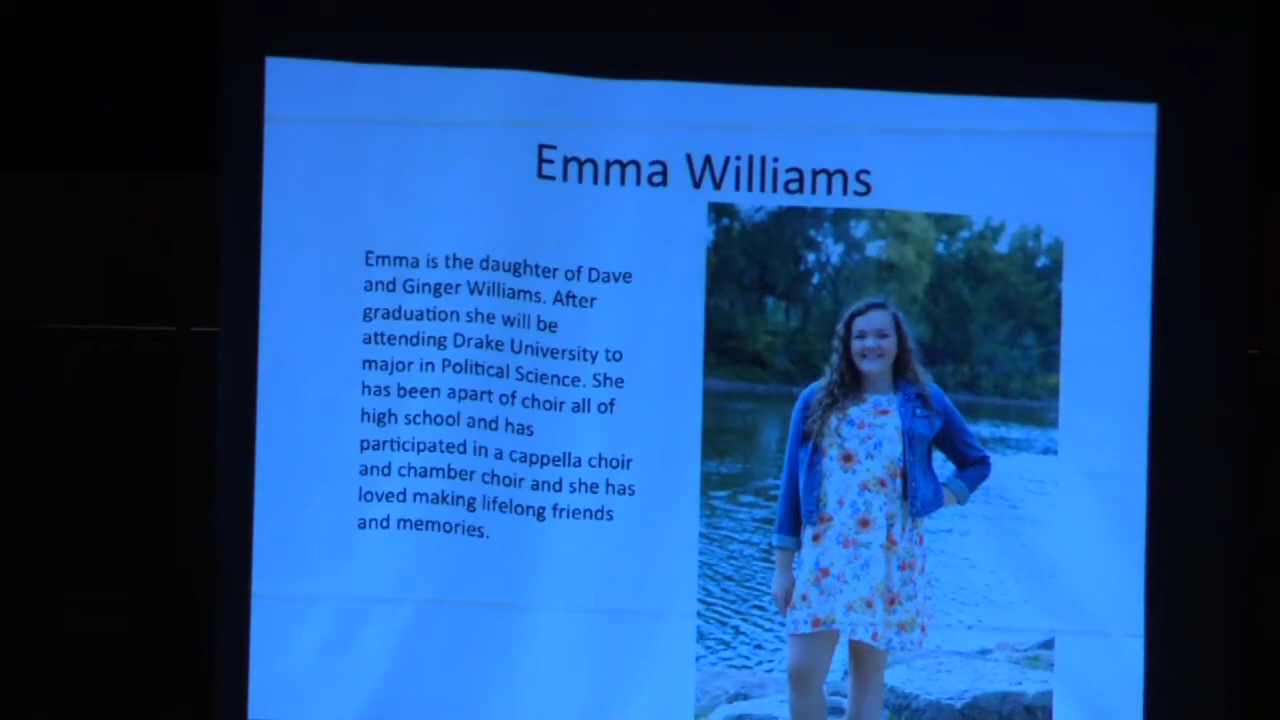 Emma Williams
Emma is the daughter of Dave
and Ginger Williams. After
graduation she will be
attending Drake University to
major in Political Science. She
has been apart of choir all of
high school and has
participated in a cappella choir
and chamber choir and she has
loved making lifelong friends
and memories.